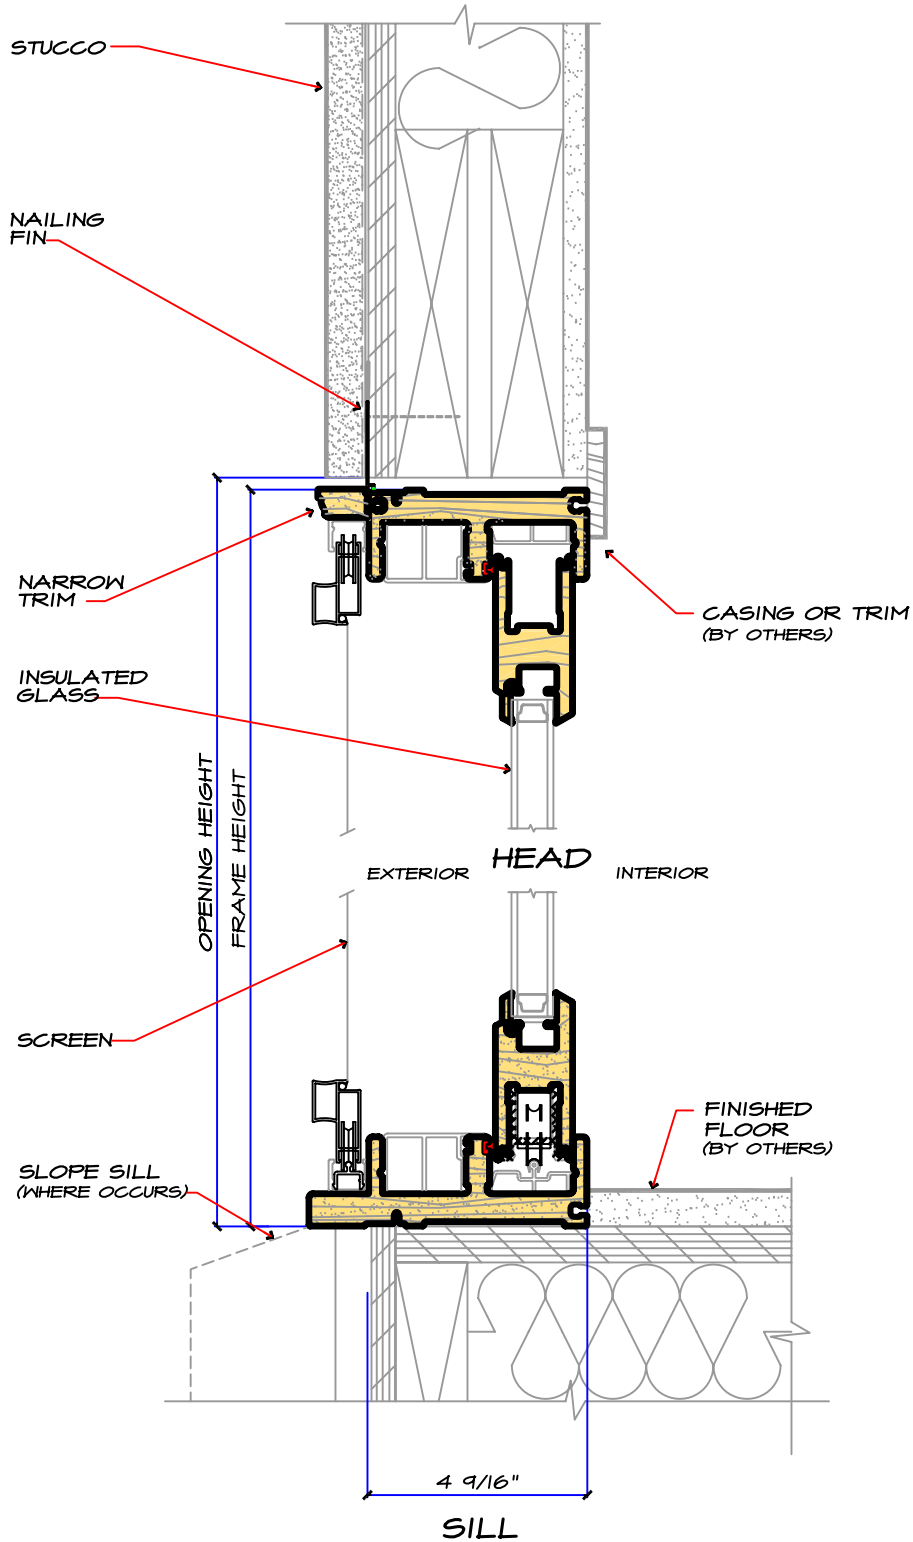 STUCCO
NAILING
FIN
NARROW
TRIM
CASING OR TRIM
(BY OTHERS)
INSULATED
GLASS
OPENING HEIGHT
FRAME HEIGHT
HEAD
EXTERIOR
INTERIOR
SCREEN
FINISHED
FLOOR
(BY OTHERS)
SLOPE SILL
(WHERE OCCURS)
4 9/16"
SILL